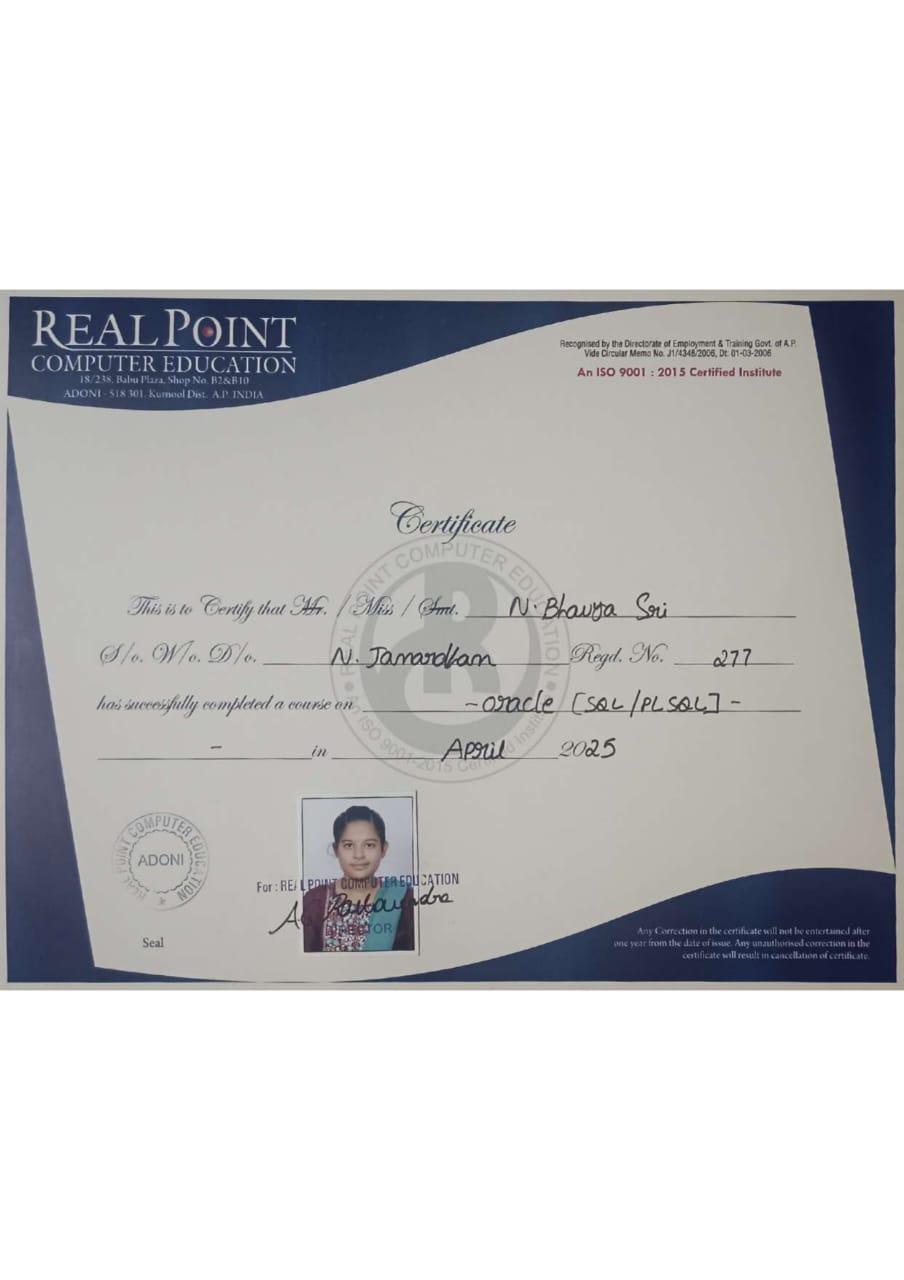 REAL POINT
COMPUTER EDUCATION
18/238, Babu Plaza, Shop No. B2&B10
ADONI - 518 301. Kurnool Dist. A.P. INDIA
Recognised by the Directorate of Employment & Training Govt. of A.P.
Vide Circular Memo No. J1/4348/2006, Dt: 01-03-2006
An ISO 9001 : 2015 Certified Institute
Certificate
This is to Certify that Mr. / Miss / Smt. N. Bhavya Sri
S/o. W/o. D/o. N. Janardhan Regd. No. 277
has successfully completed a course on - oracle [SQL/PL SQL] -
- in April 2025
REAL POINT COMPUTER EDUCATION
An ISO 9001-2015 Certified Institute
REAL POINT COMPUTER EDUCATION
ADONI
For : REAL POINT COMPUTER EDUCATION
DIRECTOR
Seal
Any Correction in the certificate will not be entertained after
one year from the date of issue. Any unauthorised correction in the
certificate will result in cancellation of certificate.